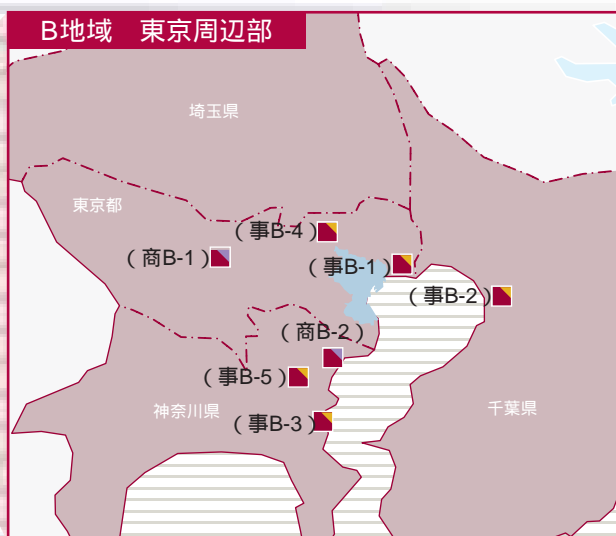 B地域　東京周辺部
埼玉県
東京都
（事B-4）
（商B-1）
（事B-1）
（事B-2）
（商B-2）
（事B-5）
神奈川県
（事B-3）
千葉県